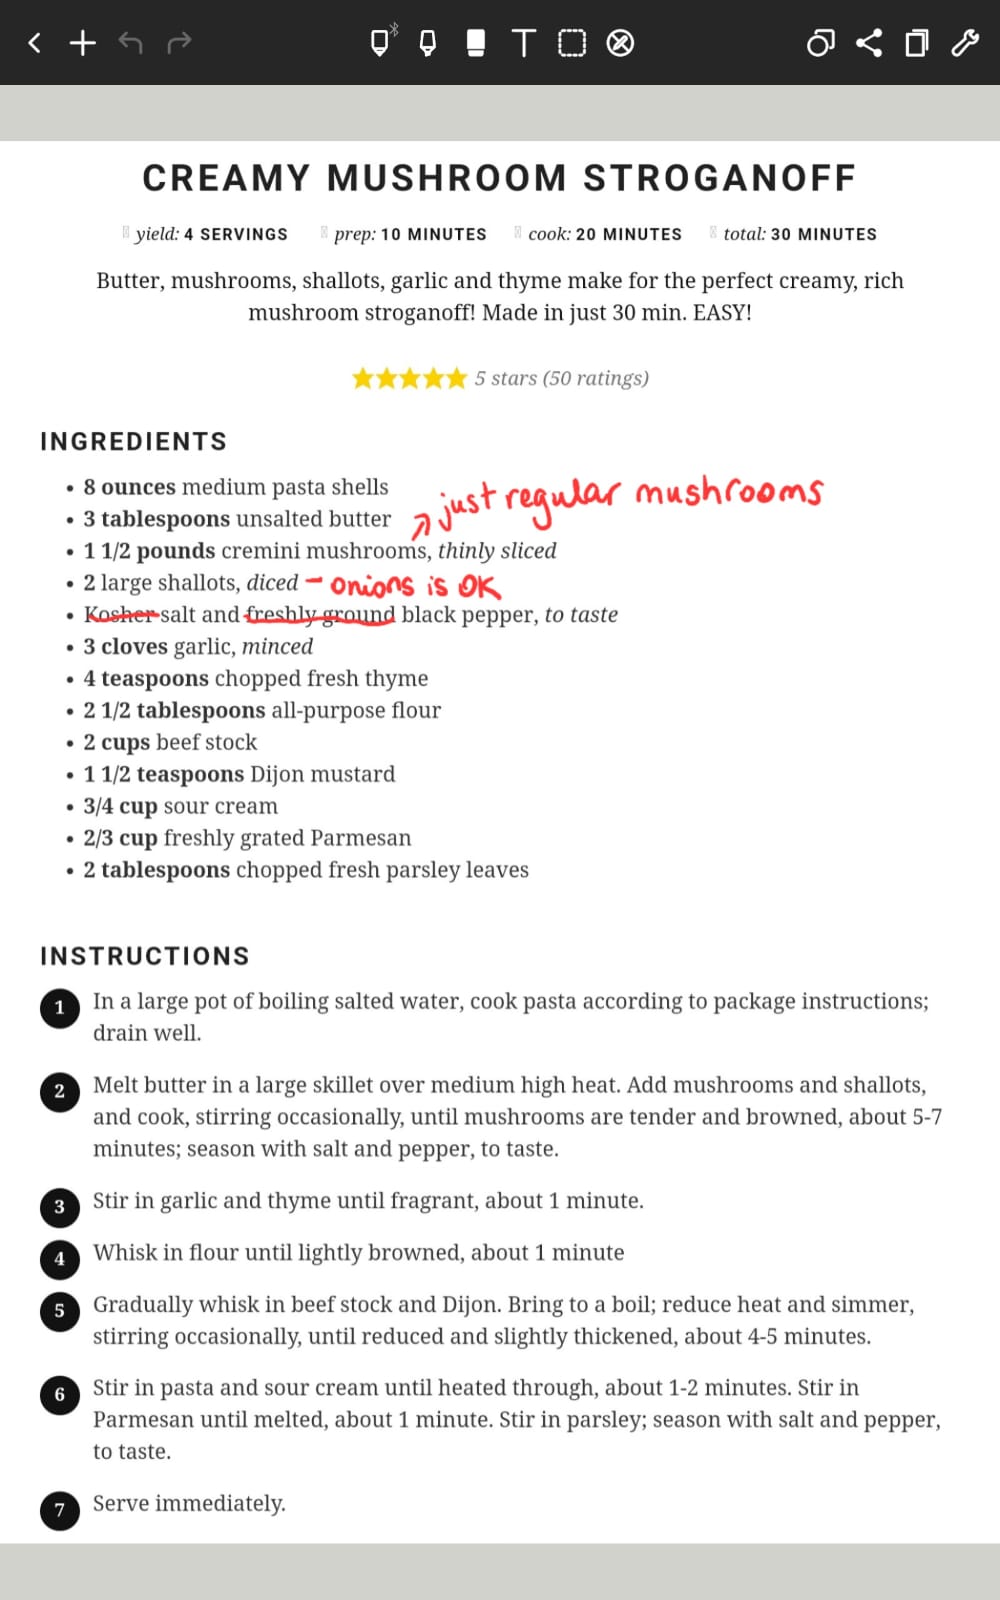 CREAMY MUSHROOM STROGANOFF
yield: 4 SERVINGS prep: 10 MINUTES cook: 20 MINUTES total: 30 MINUTES
Butter, mushrooms, shallots, garlic and thyme make for the perfect creamy, rich
mushroom stroganoff! Made in just 30 min. EASY!
5 stars (50 ratings)
INGREDIENTS
• 8 ounces medium pasta shells
just regular mushrooms
• 3 tablespoons unsalted butter
• 1 1/2 pounds cremini mushrooms, thinly sliced
• 2 large shallots, diced - onions is OK
• Kosher salt and freshly ground black pepper, to taste
• 3 cloves garlic, minced
• 4 teaspoons chopped fresh thyme
• 2 1/2 tablespoons all-purpose flour
• 2 cups beef stock
• 1 1/2 teaspoons Dijon mustard
• 3/4 cup sour cream
• 2/3 cup freshly grated Parmesan
• 2 tablespoons chopped fresh parsley leaves
INSTRUCTIONS
1 In a large pot of boiling salted water, cook pasta according to package instructions;
drain well.
2 Melt butter in a large skillet over medium high heat. Add mushrooms and shallots,
and cook, stirring occasionally, until mushrooms are tender and browned, about 5-7
minutes; season with salt and pepper, to taste.
3 Stir in garlic and thyme until fragrant, about 1 minute.
4 Whisk in flour until lightly browned, about 1 minute
5 Gradually whisk in beef stock and Dijon. Bring to a boil; reduce heat and simmer,
stirring occasionally, until reduced and slightly thickened, about 4-5 minutes.
6 Stir in pasta and sour cream until heated through, about 1-2 minutes. Stir in
Parmesan until melted, about 1 minute. Stir in parsley; season with salt and pepper,
to taste.
7 Serve immediately.